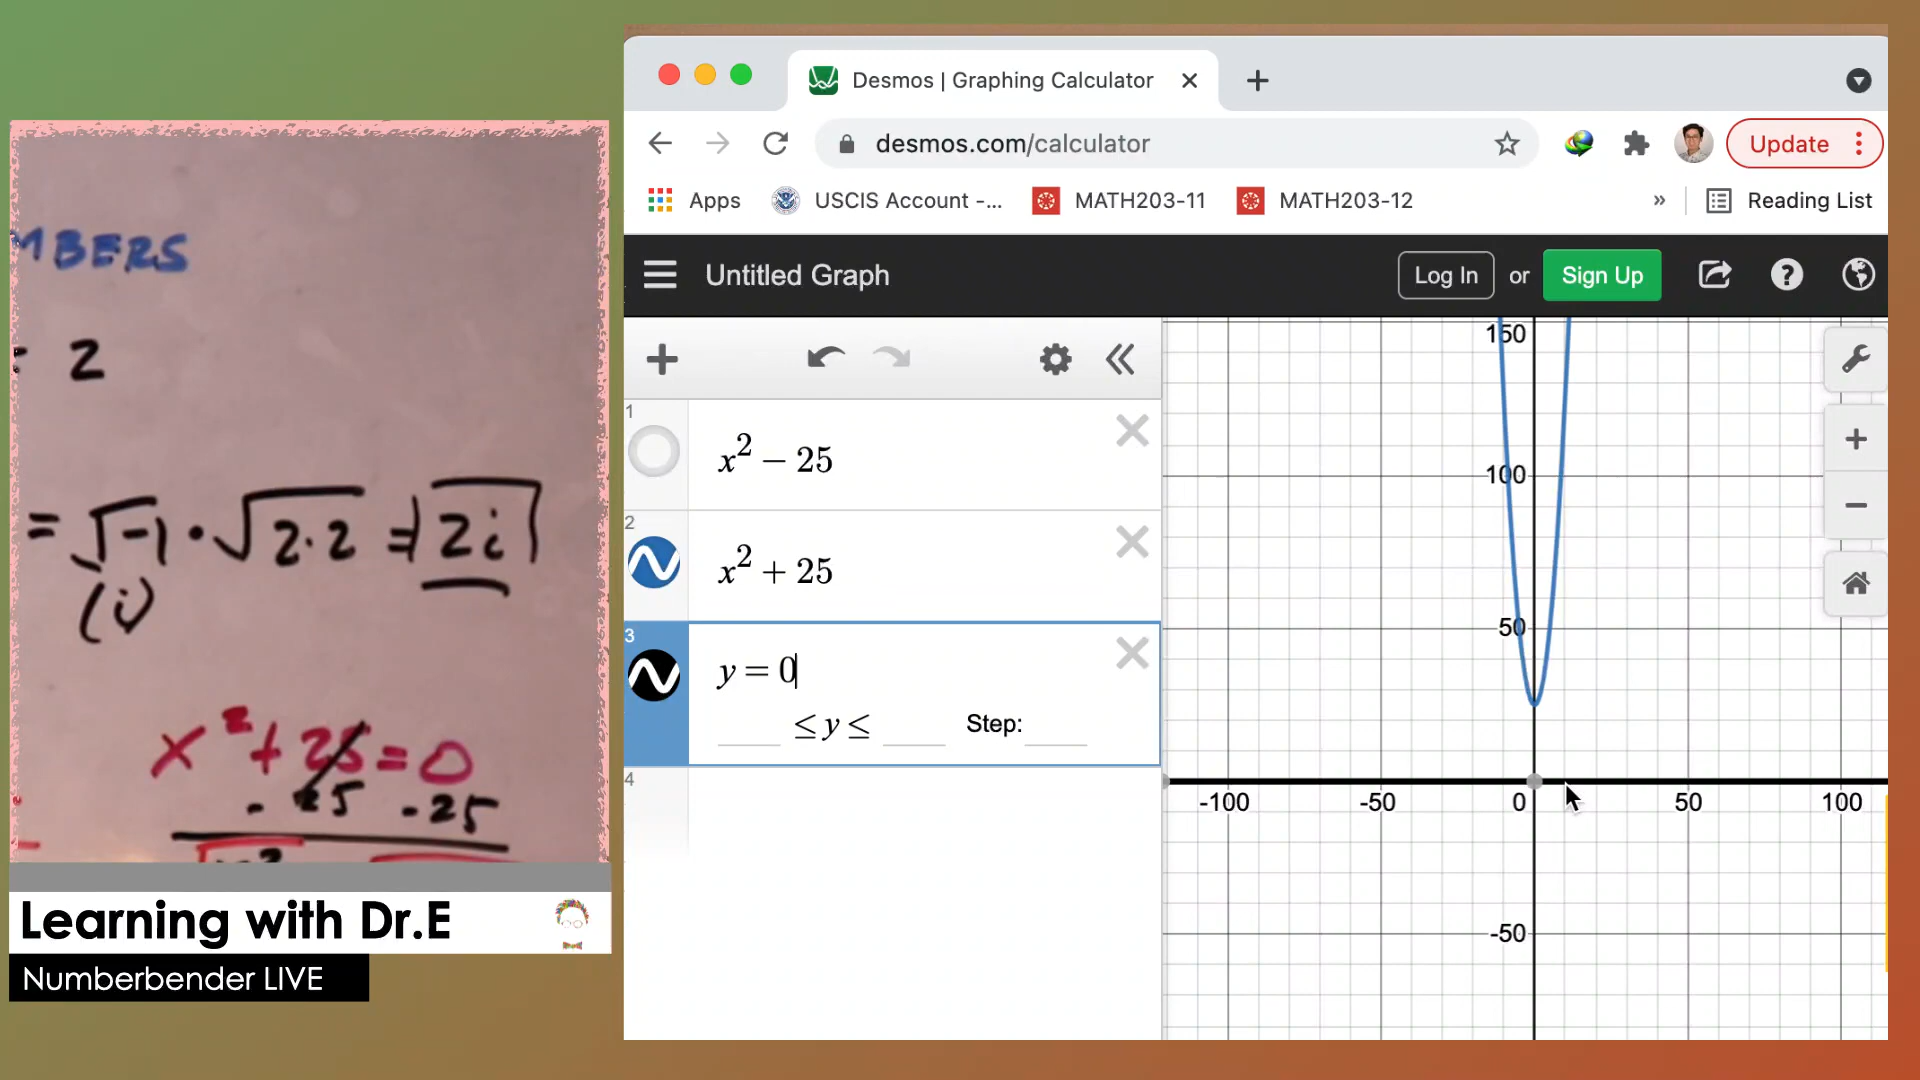 MBERS
= 2
= √-1 · √2·2 = 2i
(i)
x² + 25 = 0
- 25 - 25
Learning with Dr.E
Numberbender LIVE
Desmos | Graphing Calculator
desmos.com/calculator
Update
Apps
USCIS Account -...
MATH203-11
MATH203-12
»
Reading List
Untitled Graph
Log In or Sign Up
1
x² − 25
2
x² + 25
3
y = 0
≤ y ≤ Step:
4
150
100
50
-100 -50 0 50 100
-50